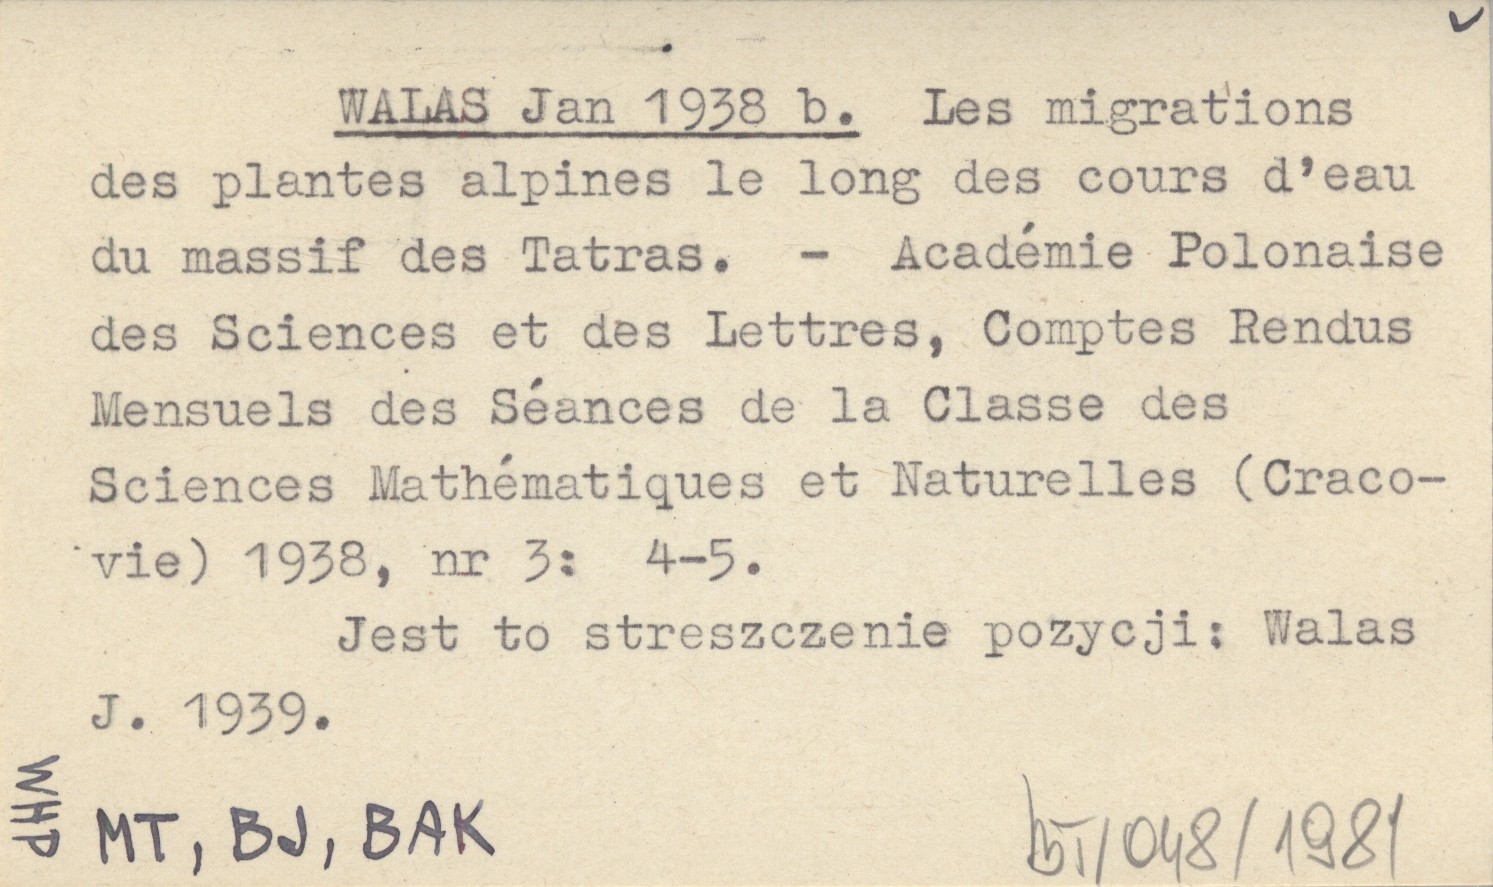 WALAS Jan 1938 b. Les migrations
des plantes alpines le long des cours d'eau
du massif des Tatras. - Académie Polonaise
des Sciences et des Lettres, Comptes Rendus
Mensuels des Séances de la Classe des
Sciences Mathématiques et Naturelles (Craco-
vie) 1938, nr 3: 4-5.
Jest to streszczenie pozycji: Walas
J. 1939.
WHP
MT, BJ, BAK
BT/048/1981